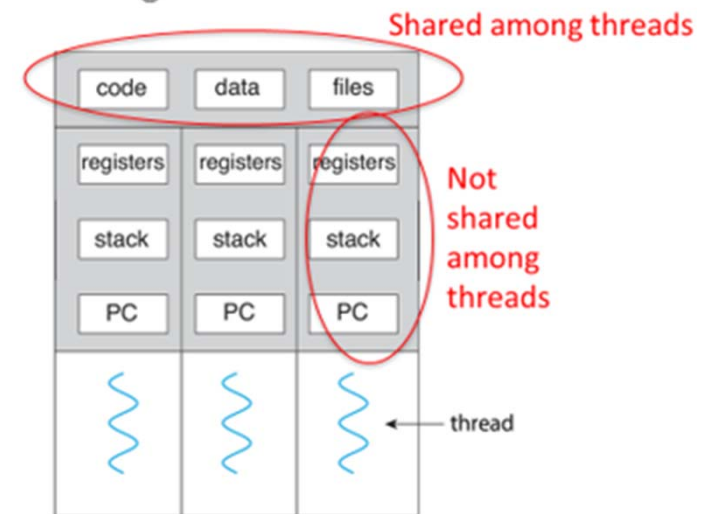 Shared among threads
code data files
registers registers registers
Not
shared
among
threads
stack stack stack
PC PC PC
thread